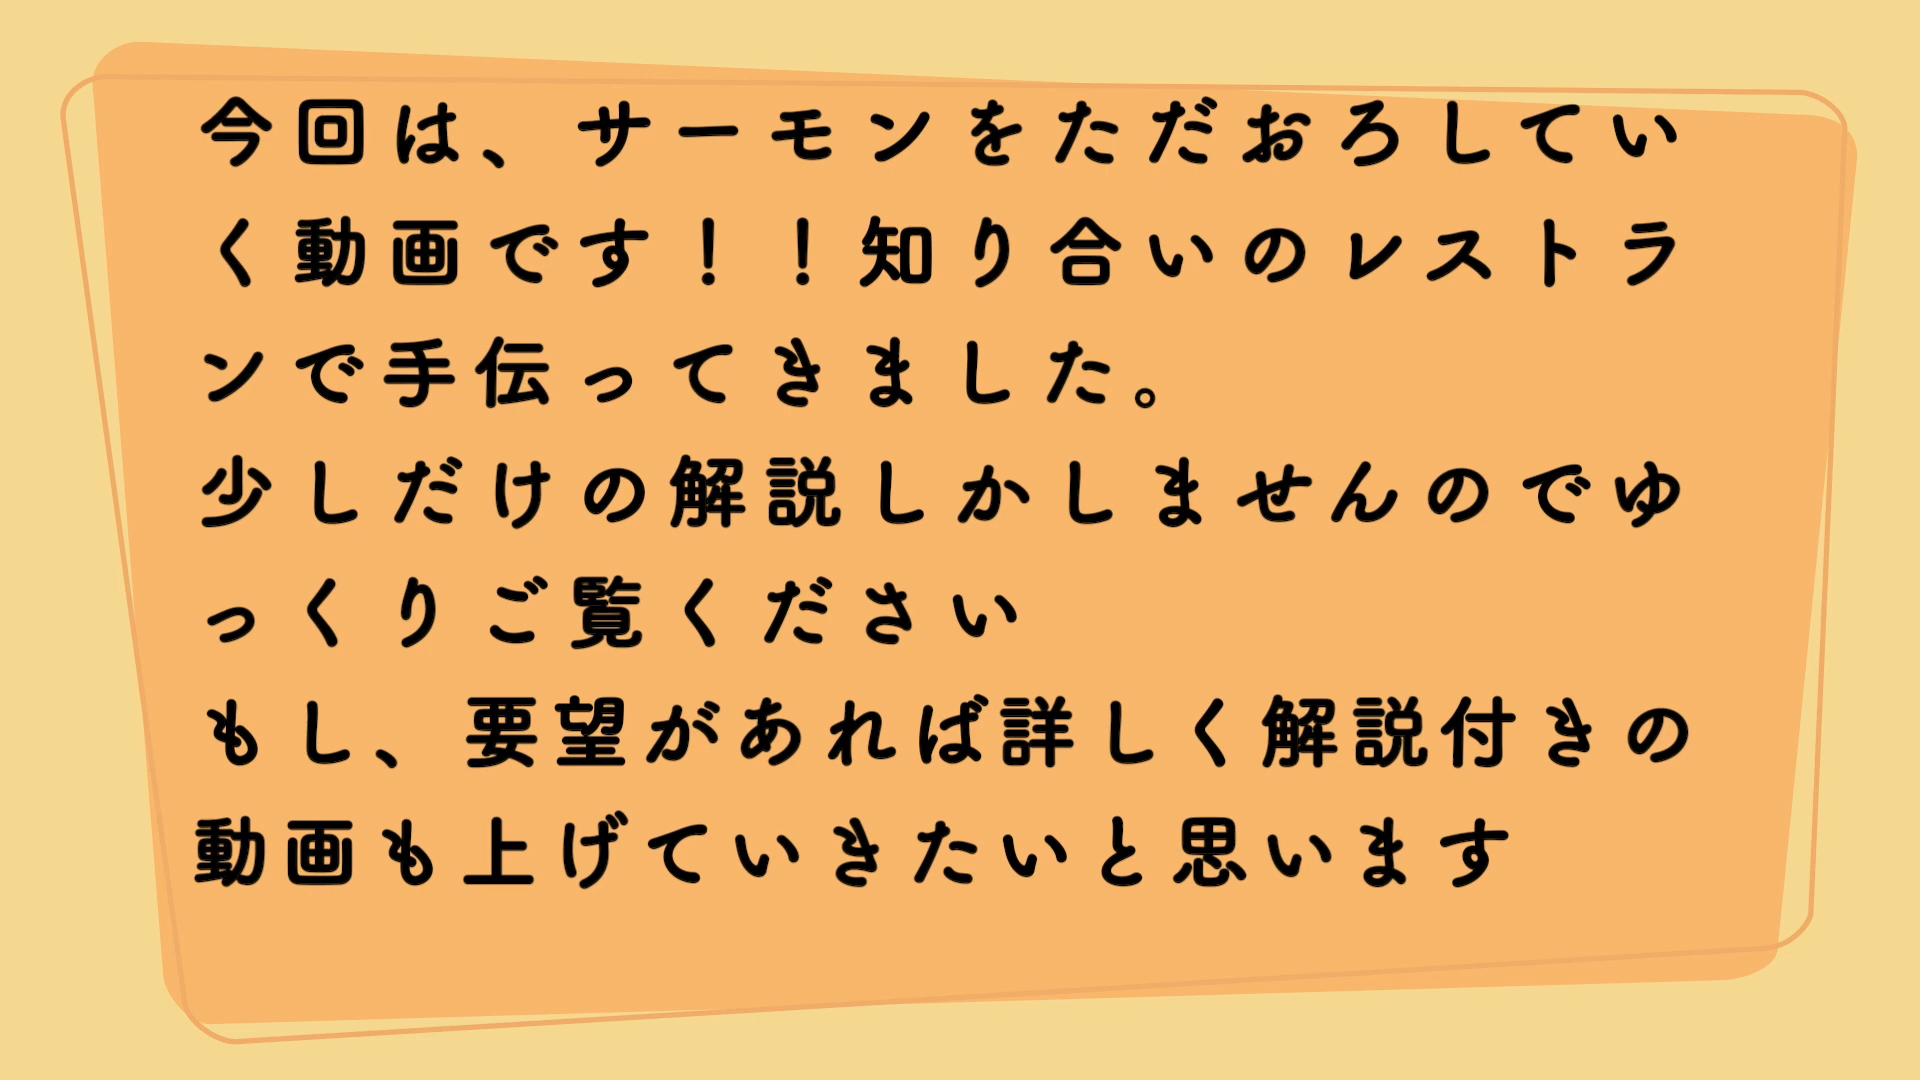 今回は、サーモンをただおろしてい
く動画です！！知り合いのレストラ
ンで手伝ってきました。
少しだけの解説しかしませんのでゆ
っくりご覧ください
もし、要望があれば詳しく解説付きの
動画も上げていきたいと思います